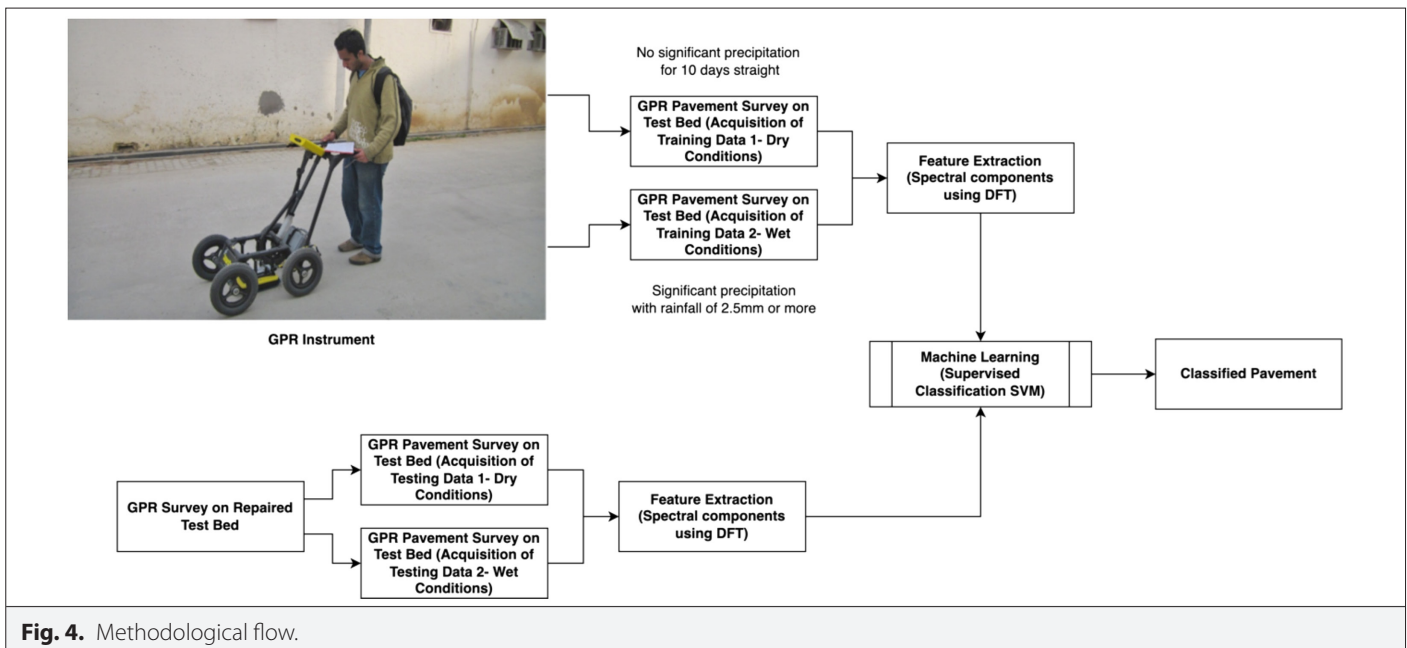 No significant precipitation
for 10 days straight
GPR Pavement Survey on
Test Bed (Acquisition of
Training Data 1- Dry
Conditions)
Feature Extraction
(Spectral components
using DFT)
GPR Pavement Survey on
Test Bed (Acquisition of
Training Data 2- Wet
Conditions)
Significant precipitation
with rainfall of 2.5mm or more
GPR Instrument
Machine Learning
(Supervised
Classification SVM)
Classified Pavement
GPR Survey on Repaired
Test Bed
GPR Pavement Survey on
Test Bed (Acquisition of
Testing Data 1- Dry
Conditions)
GPR Pavement Survey on
Test Bed (Acquisition of
Testing Data 2- Wet
Conditions)
Feature Extraction
(Spectral components
using DFT)
Fig. 4. Methodological flow.